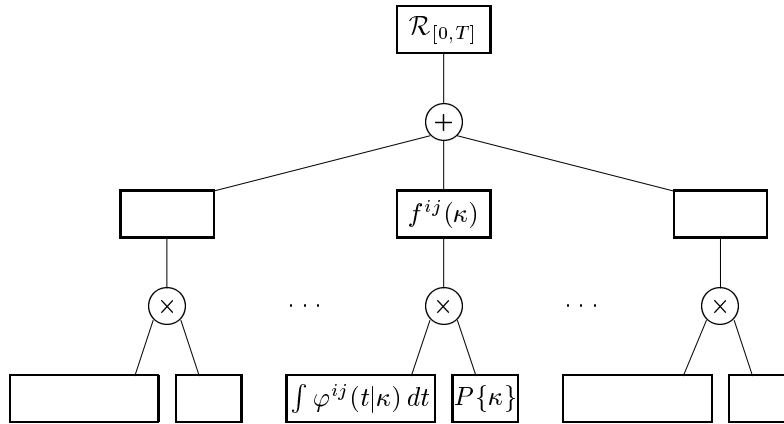 ℛ_{[0,T]}
+
f^{ij}(κ)
× · · · × · · · ×
∫ φ^{ij}(t|κ) dt P{κ}